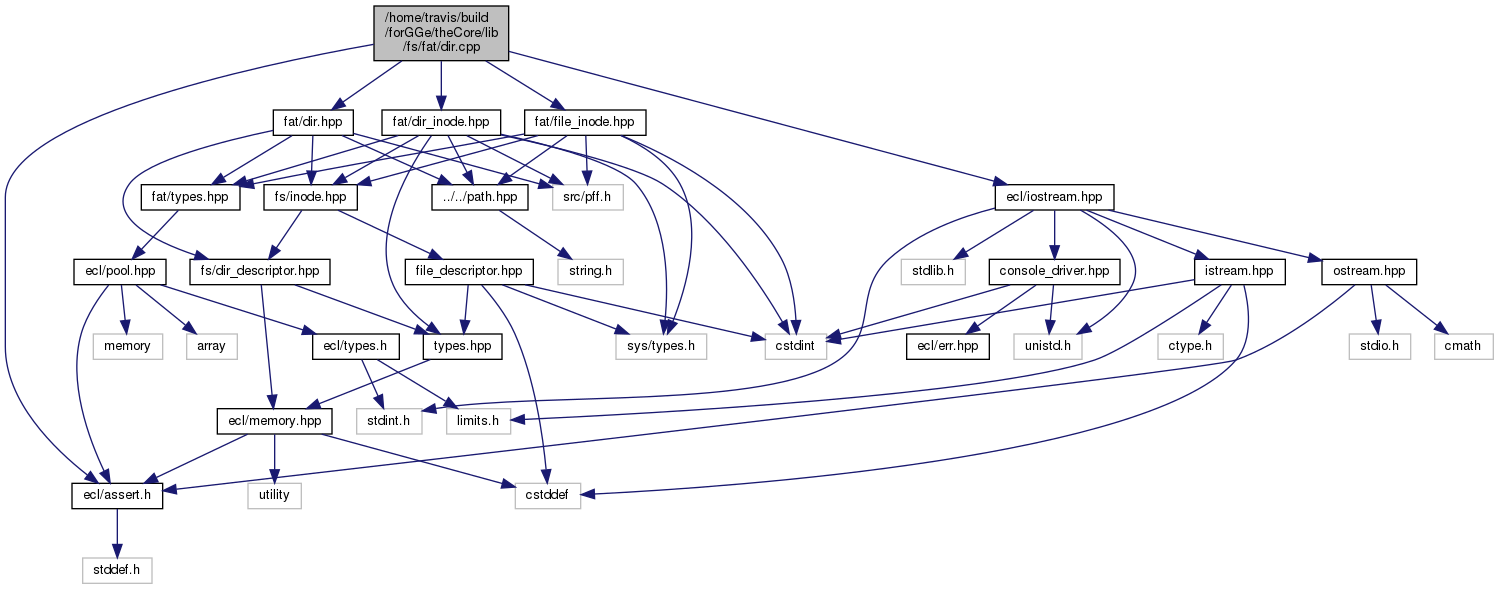 /home/travis/build
/forGGe/theCore/lib
/fs/fat/dir.cpp
fat/dir.hpp
fat/dir_inode.hpp
fat/file_inode.hpp
fat/types.hpp
fs/inode.hpp
../../path.hpp
src/pff.h
ecl/iostream.hpp
ecl/pool.hpp
fs/dir_descriptor.hpp
file_descriptor.hpp
string.h
stdlib.h
console_driver.hpp
istream.hpp
ostream.hpp
memory
array
ecl/types.h
types.hpp
sys/types.h
cstdint
ecl/err.hpp
unistd.h
ctype.h
stdio.h
cmath
ecl/memory.hpp
stdint.h
limits.h
ecl/assert.h
utility
cstddef
stddef.h